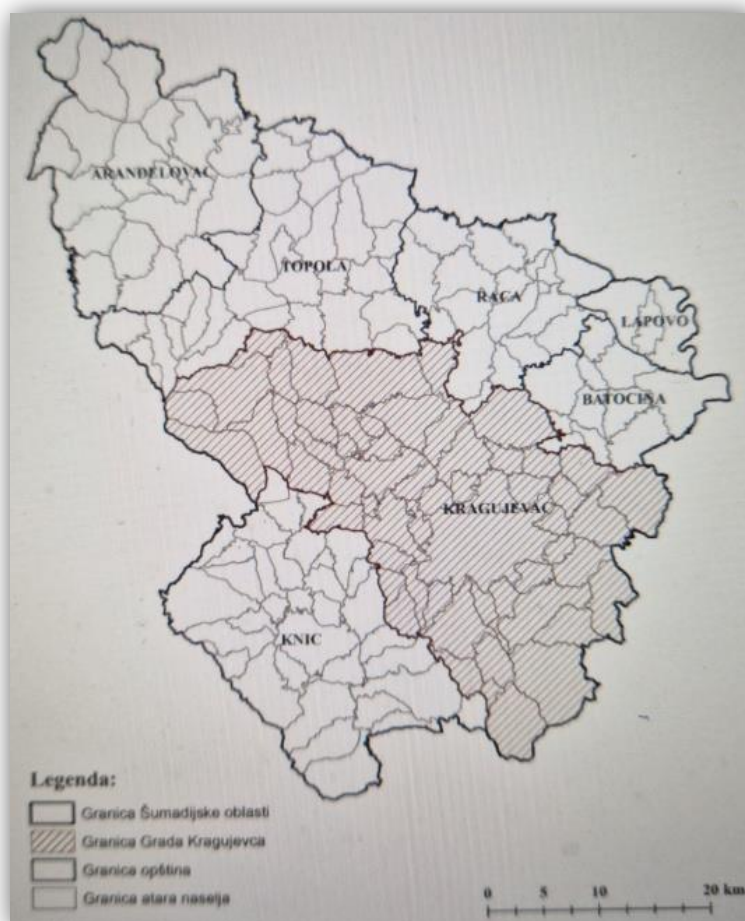 ARANĐELOVAC
TOPOLA
RAČA
LAPOVO
BATOČINA
KRAGUJEVAC
KNIĆ
Legenda:
Granica Šumadijske oblasti
Granica Grada Kragujevca
Granica opština
Granica atara naselja
0 5 10 20 km